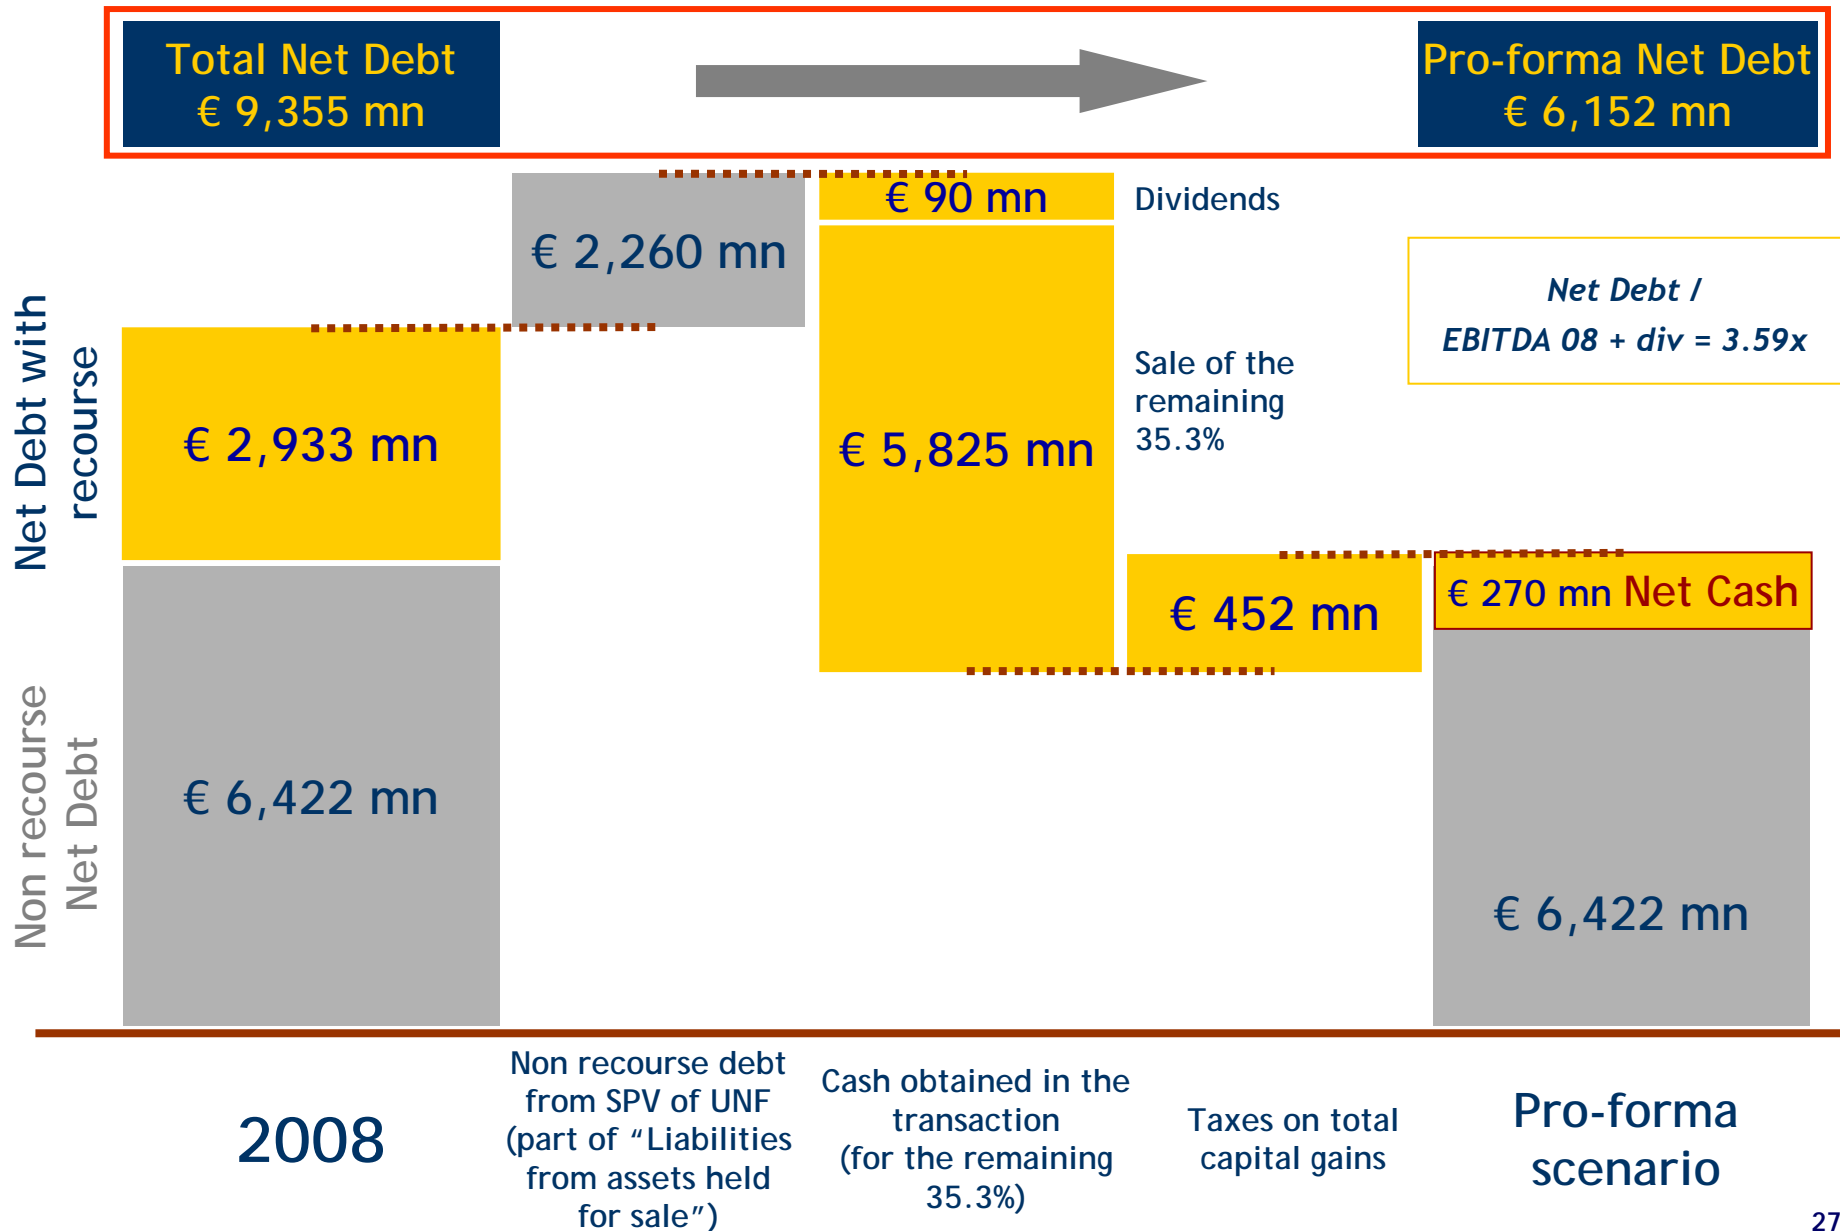 Total Net Debt
€ 9,355 mn
Pro-forma Net Debt
€ 6,152 mn
Net Debt with
recourse
Non recourse
Net Debt
€ 2,933 mn
€ 6,422 mn
€ 2,260 mn
€ 90 mn
€ 5,825 mn
Dividends
Sale of the
remaining
35.3%
€ 452 mn
Net Debt /
EBITDA 08 + div = 3.59x
€ 270 mn Net Cash
€ 6,422 mn
2008
Non recourse debt
from SPV of UNF
(part of “Liabilities
from assets held
for sale”)
Cash obtained in the
transaction
(for the remaining
35.3%)
Taxes on total
capital gains
Pro-forma
scenario
27